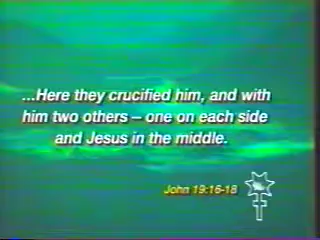 ...Here they crucified him, and with
him two others – one on each side
and Jesus in the middle.
John 19:16-18